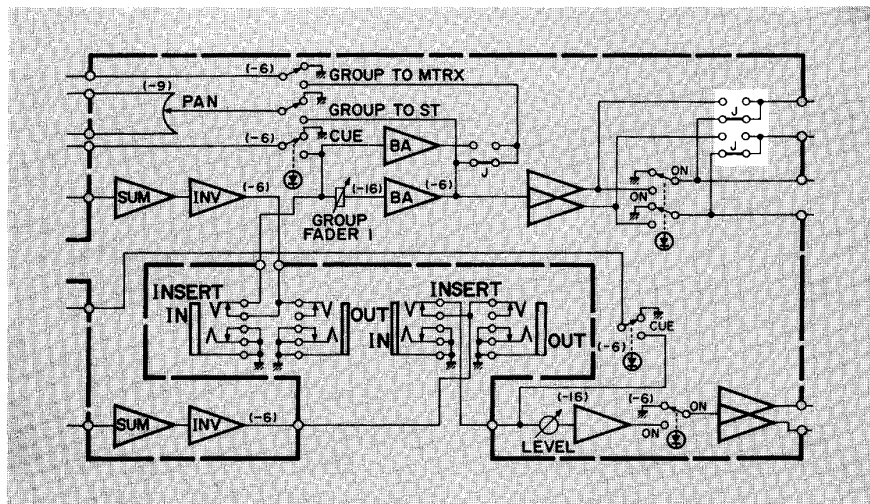 (-6) GROUP TO MTRX
(-9) PAN
GROUP TO ST
(-6) CUE
BA
J
J
J
SUM INV (-6)
(-16) BA (-6)
GROUP
FADER 1
ON
ON
INSERT
IN
OUT
INSERT
IN
OUT
CUE
(-6)
SUM INV (-6)
LEVEL
(-16)
(-6)
ON
ON